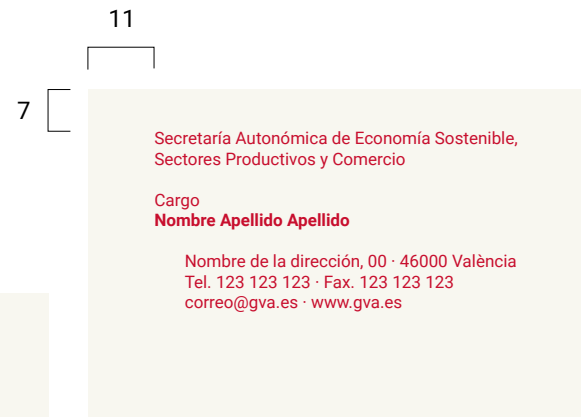 11
7
Secretaría Autonómica de Economía Sostenible,
Sectores Productivos y Comercio
Cargo
Nombre Apellido Apellido
Nombre de la dirección, 00 · 46000 València
Tel. 123 123 123 · Fax. 123 123 123
correo@gva.es · www.gva.es